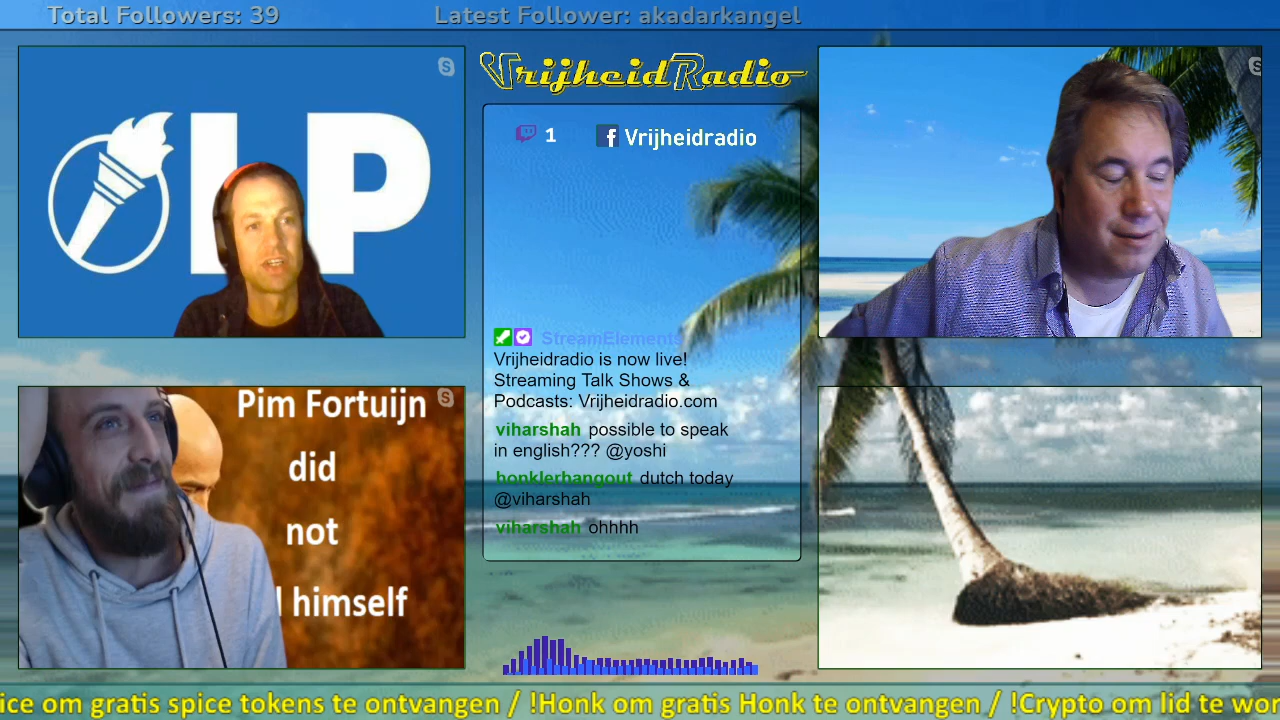 Total Followers: 39
Latest Follower: akadarkangel
VrijheidRadio
LP
1
Vrijheidradio
StreamElements
Vrijheidradio is now live!
Streaming Talk Shows &
Podcasts: Vrijheidradio.com
viharshah possible to speak
in english??? @yoshi
honklerhangout dutch today
@viharshah
viharshah ohhhh
Pim Fortuijn
did
not
himself
om gratis spice tokens te ontvangen / !Honk om gratis Honk te ontvangen / !Crypto om lid te